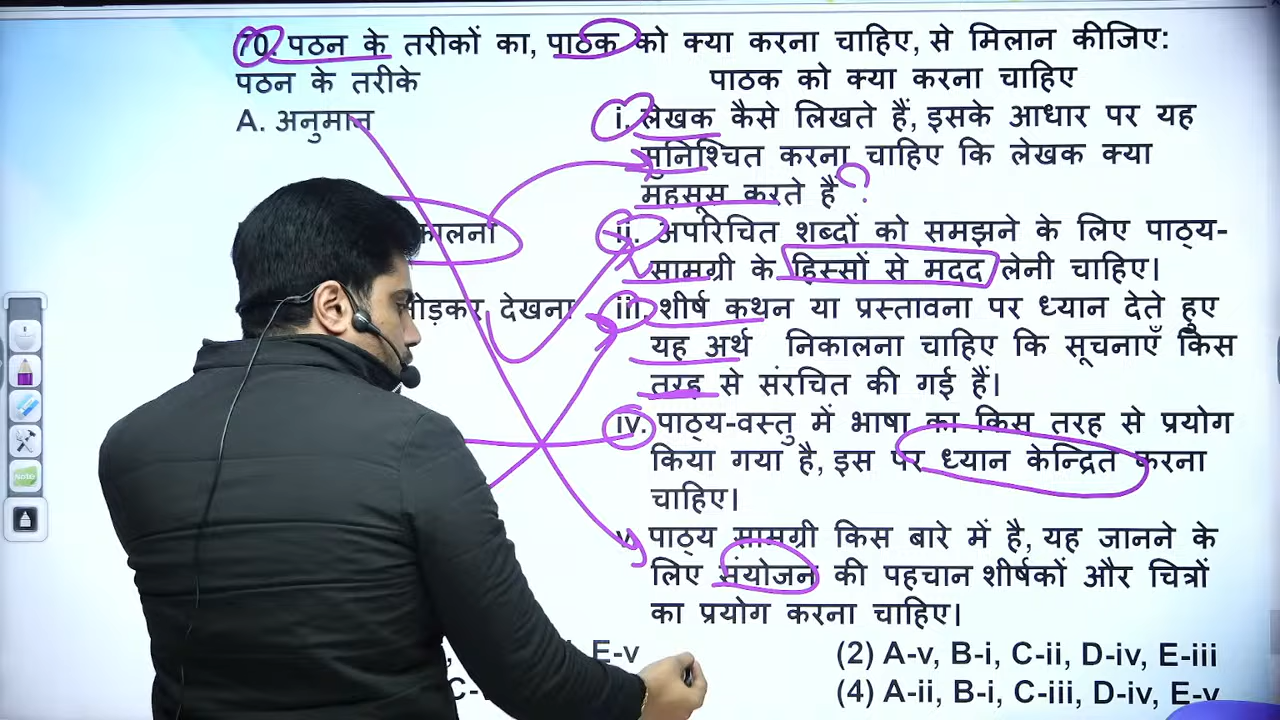 70. पठन के तरीकों का, पाठक को क्या करना चाहिए, से मिलान कीजिए:
पठन के तरीके पाठक को क्या करना चाहिए
A. अनुमान i. लेखक कैसे लिखते हैं, इसके आधार पर यह
सुनिश्चित करना चाहिए कि लेखक क्या
महसूस करते हैं
ii. अपरिचित शब्दों को समझने के लिए पाठ्य-
सामग्री के हिस्सों से मदद लेनी चाहिए।
देखना iii. शीर्ष कथन या प्रस्तावना पर ध्यान देते हुए
यह अर्थ निकालना चाहिए कि सूचनाएँ किस
तरह से संरचित की गई हैं।
iv. पाठ्य-वस्तु में भाषा का किस तरह से प्रयोग
किया गया है, इस पर ध्यान केन्द्रित करना
चाहिए।
v. पाठ्य सामग्री किस बारे में है, यह जानने के
लिए संयोजन की पहचान शीर्षकों और चित्रों
का प्रयोग करना चाहिए।
E-v (2) A-v, B-i, C-ii, D-iv, E-iii
(4) A-ii, B-i, C-iii, D-iv, E-v
Note